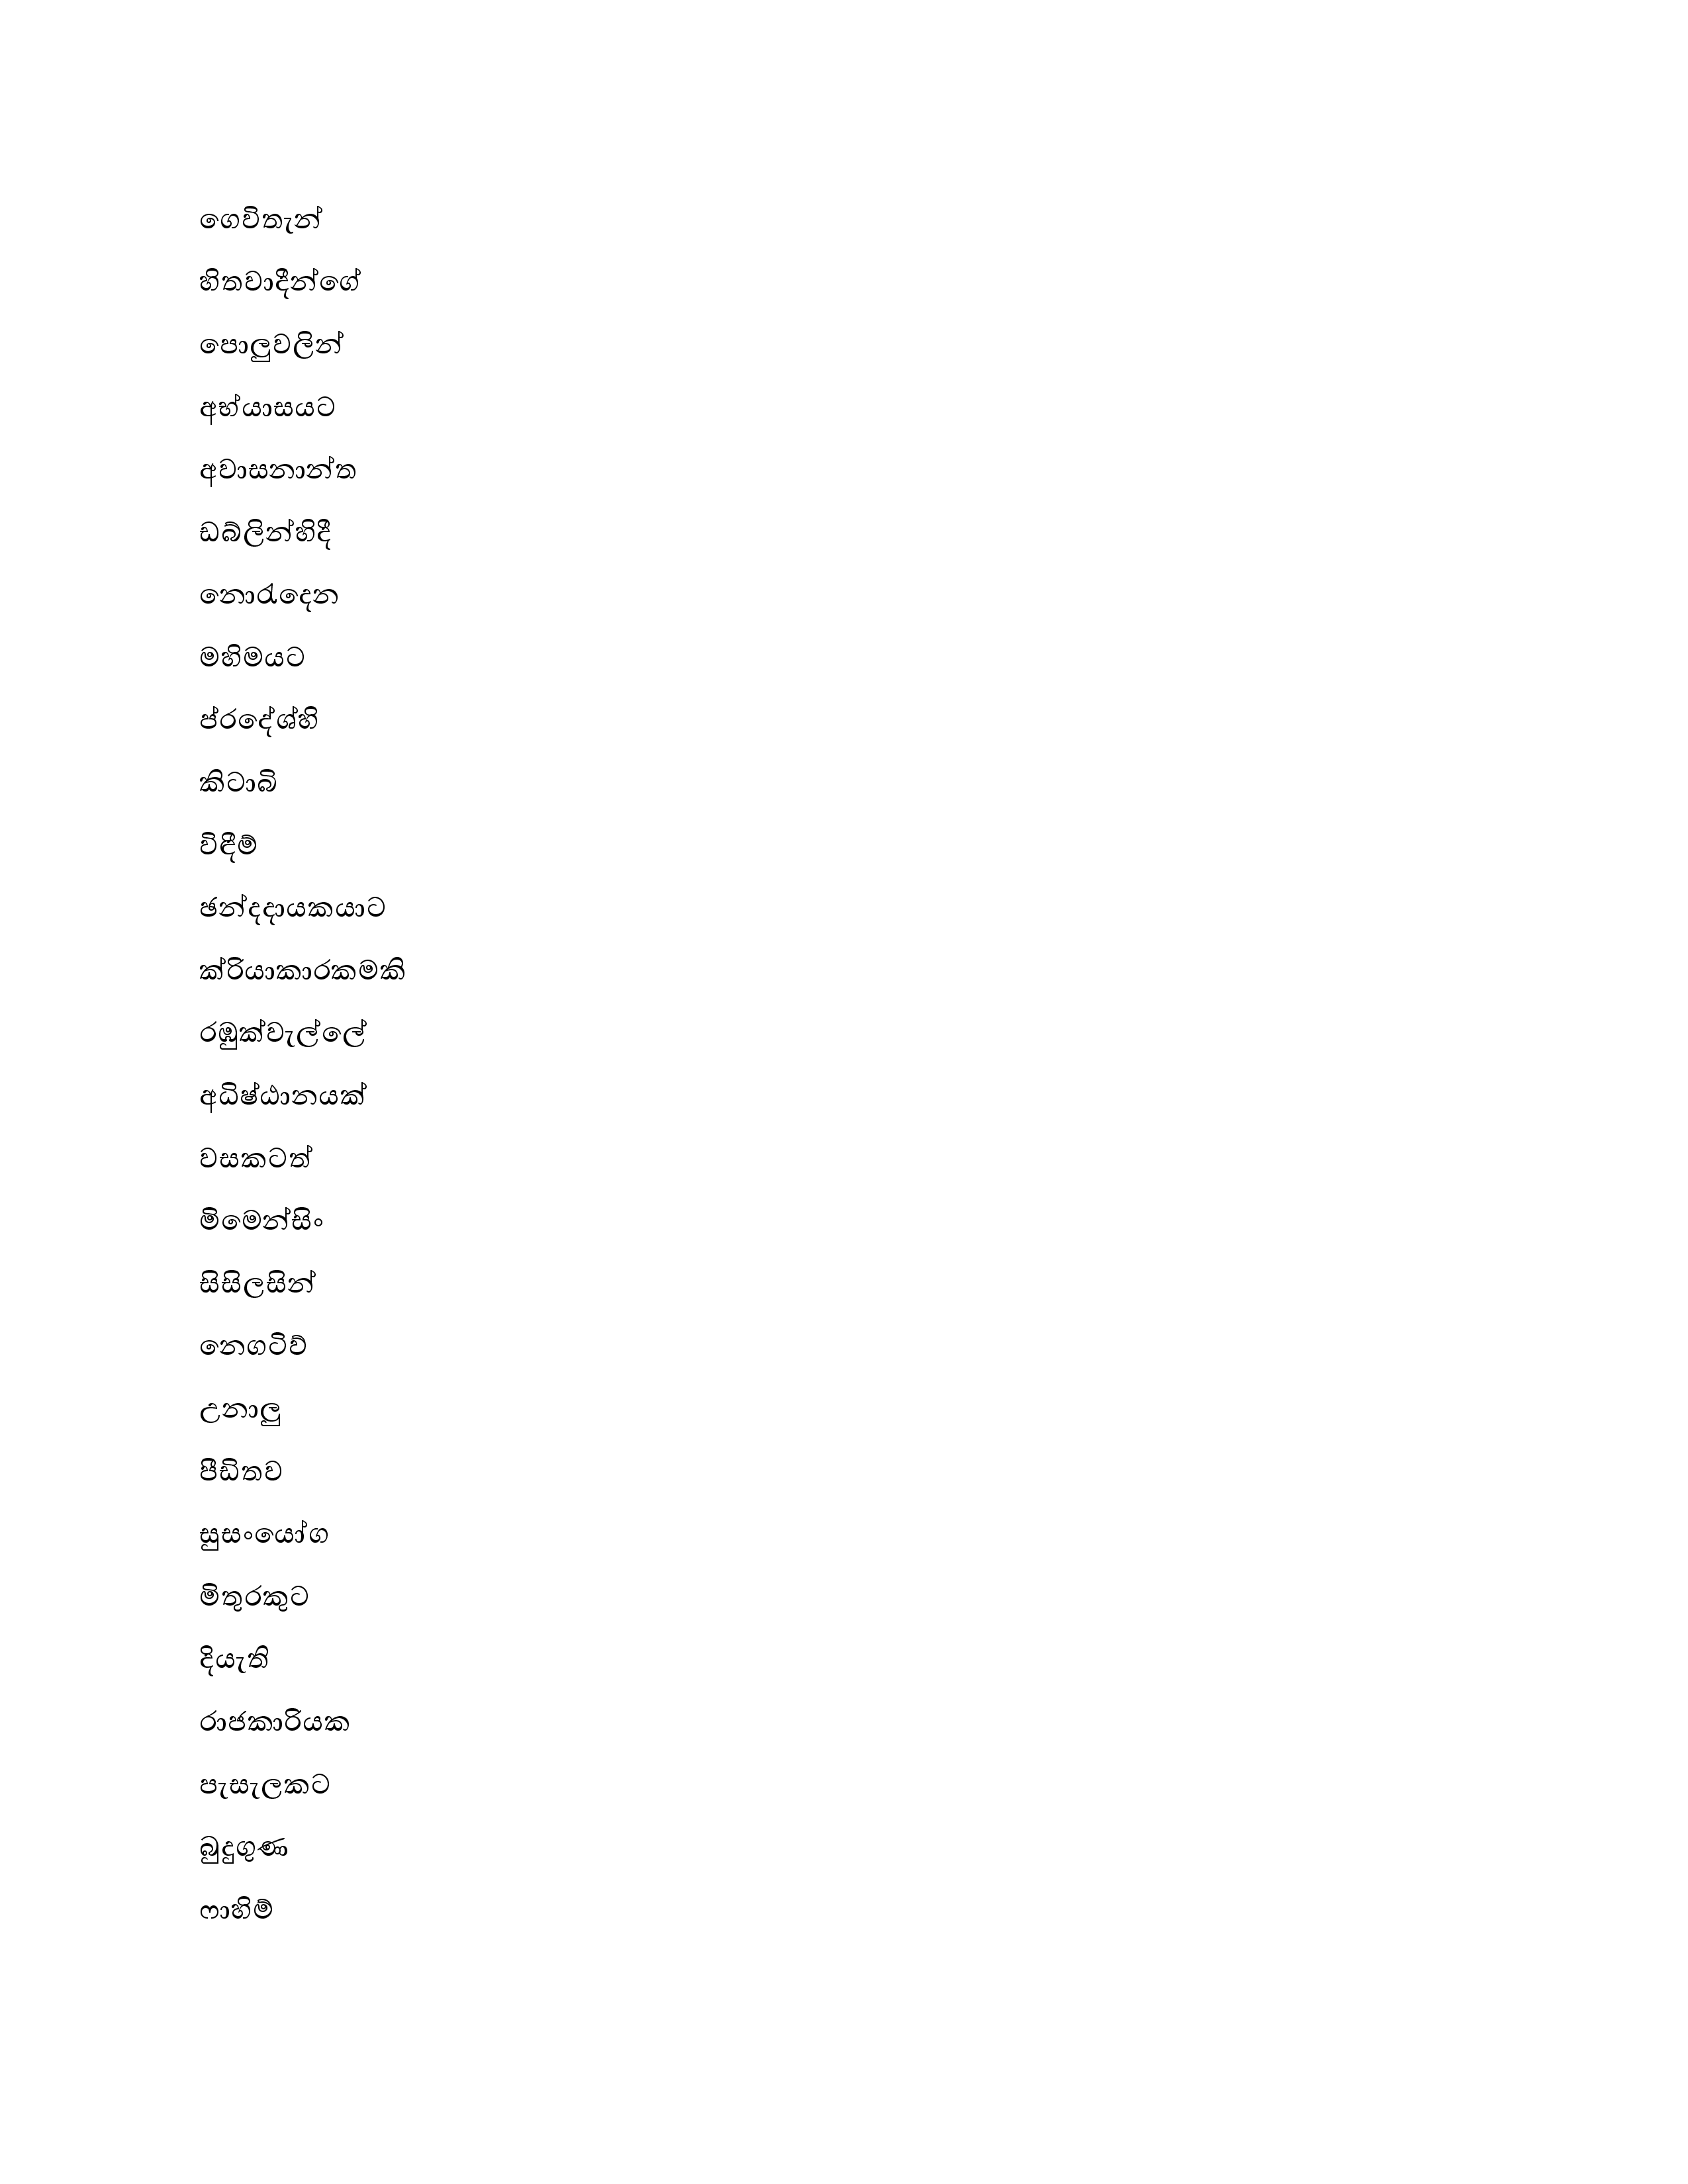 ගෙවිතැන්
හිතවාදීන්ගේ
පොලුවලින්
අභ්යාසයට
අවාසනාන්ත
ඩබ්ලින්හිදී
නොරැදෙන
මහිමයට
ප්රදේශ්හි
කිටාබි
විඳීම්
ඡන්දදායකයාට
ක්රියාකාරකමකි
රඹුක්වැල්ලේ
අධිෂ්ඨානයක්
වසකටත්
මිමෙන්සිං
සිසිලසින්
නෙගටිව්
උනාලු
පීඩිතව
සුසංයෝග
මිතුරකුට
දියැති
රාජකාරියක
පැසැලකට
බුදුගුණ
ෆාහිම්